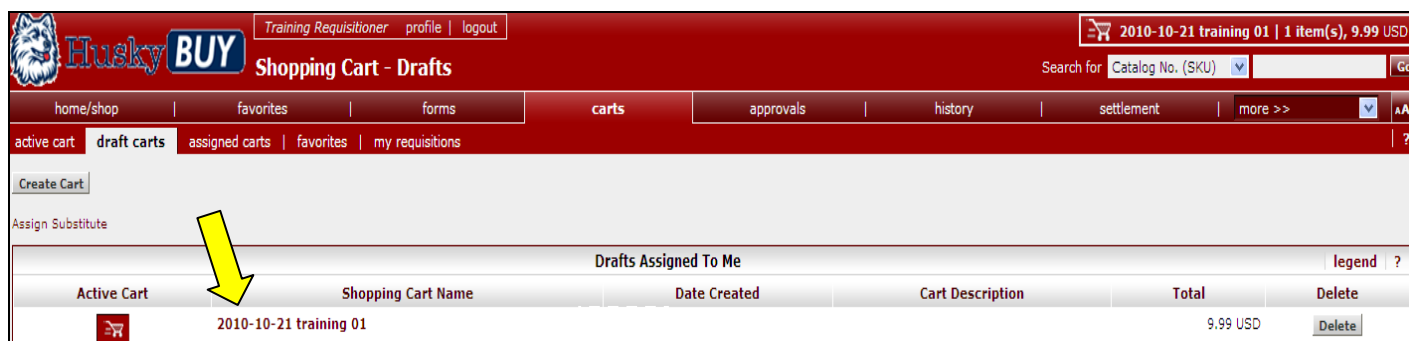 Training Requisitioner profile | logout
2010-10-21 training 01 | 1 item(s), 9.99 USD
Husky BUY
Shopping Cart - Drafts
Search for Catalog No. (SKU) Go
home/shop | favorites | forms carts approvals | history | settlement | more >> AA
active cart draft carts assigned carts | favorites | my requisitions | ?
Create Cart
Assign Substitute
Drafts Assigned To Me legend ?
Active Cart Shopping Cart Name Date Created Cart Description Total Delete
2010-10-21 training 01 9.99 USD Delete